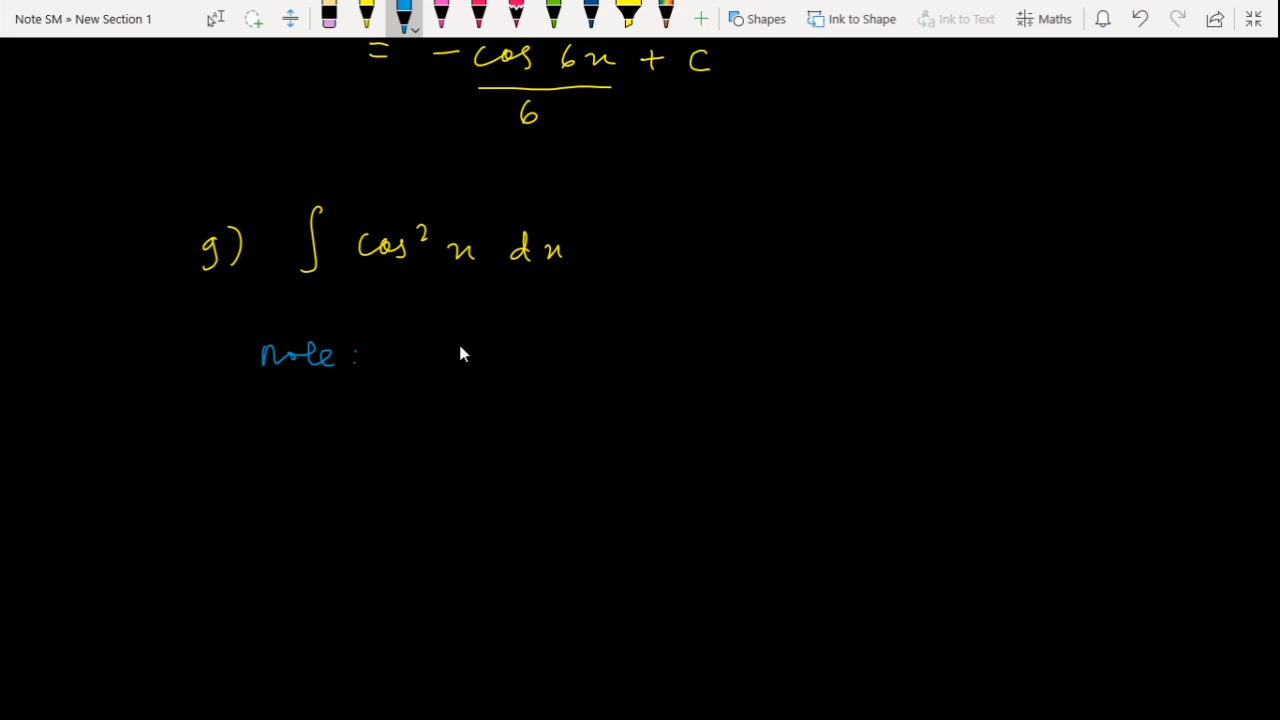 Note SM » New Section 1
Shapes
Ink to Shape
Ink to Text
Maths
= - cos 6x + c
6
g) ∫ cos² x dx
Note :